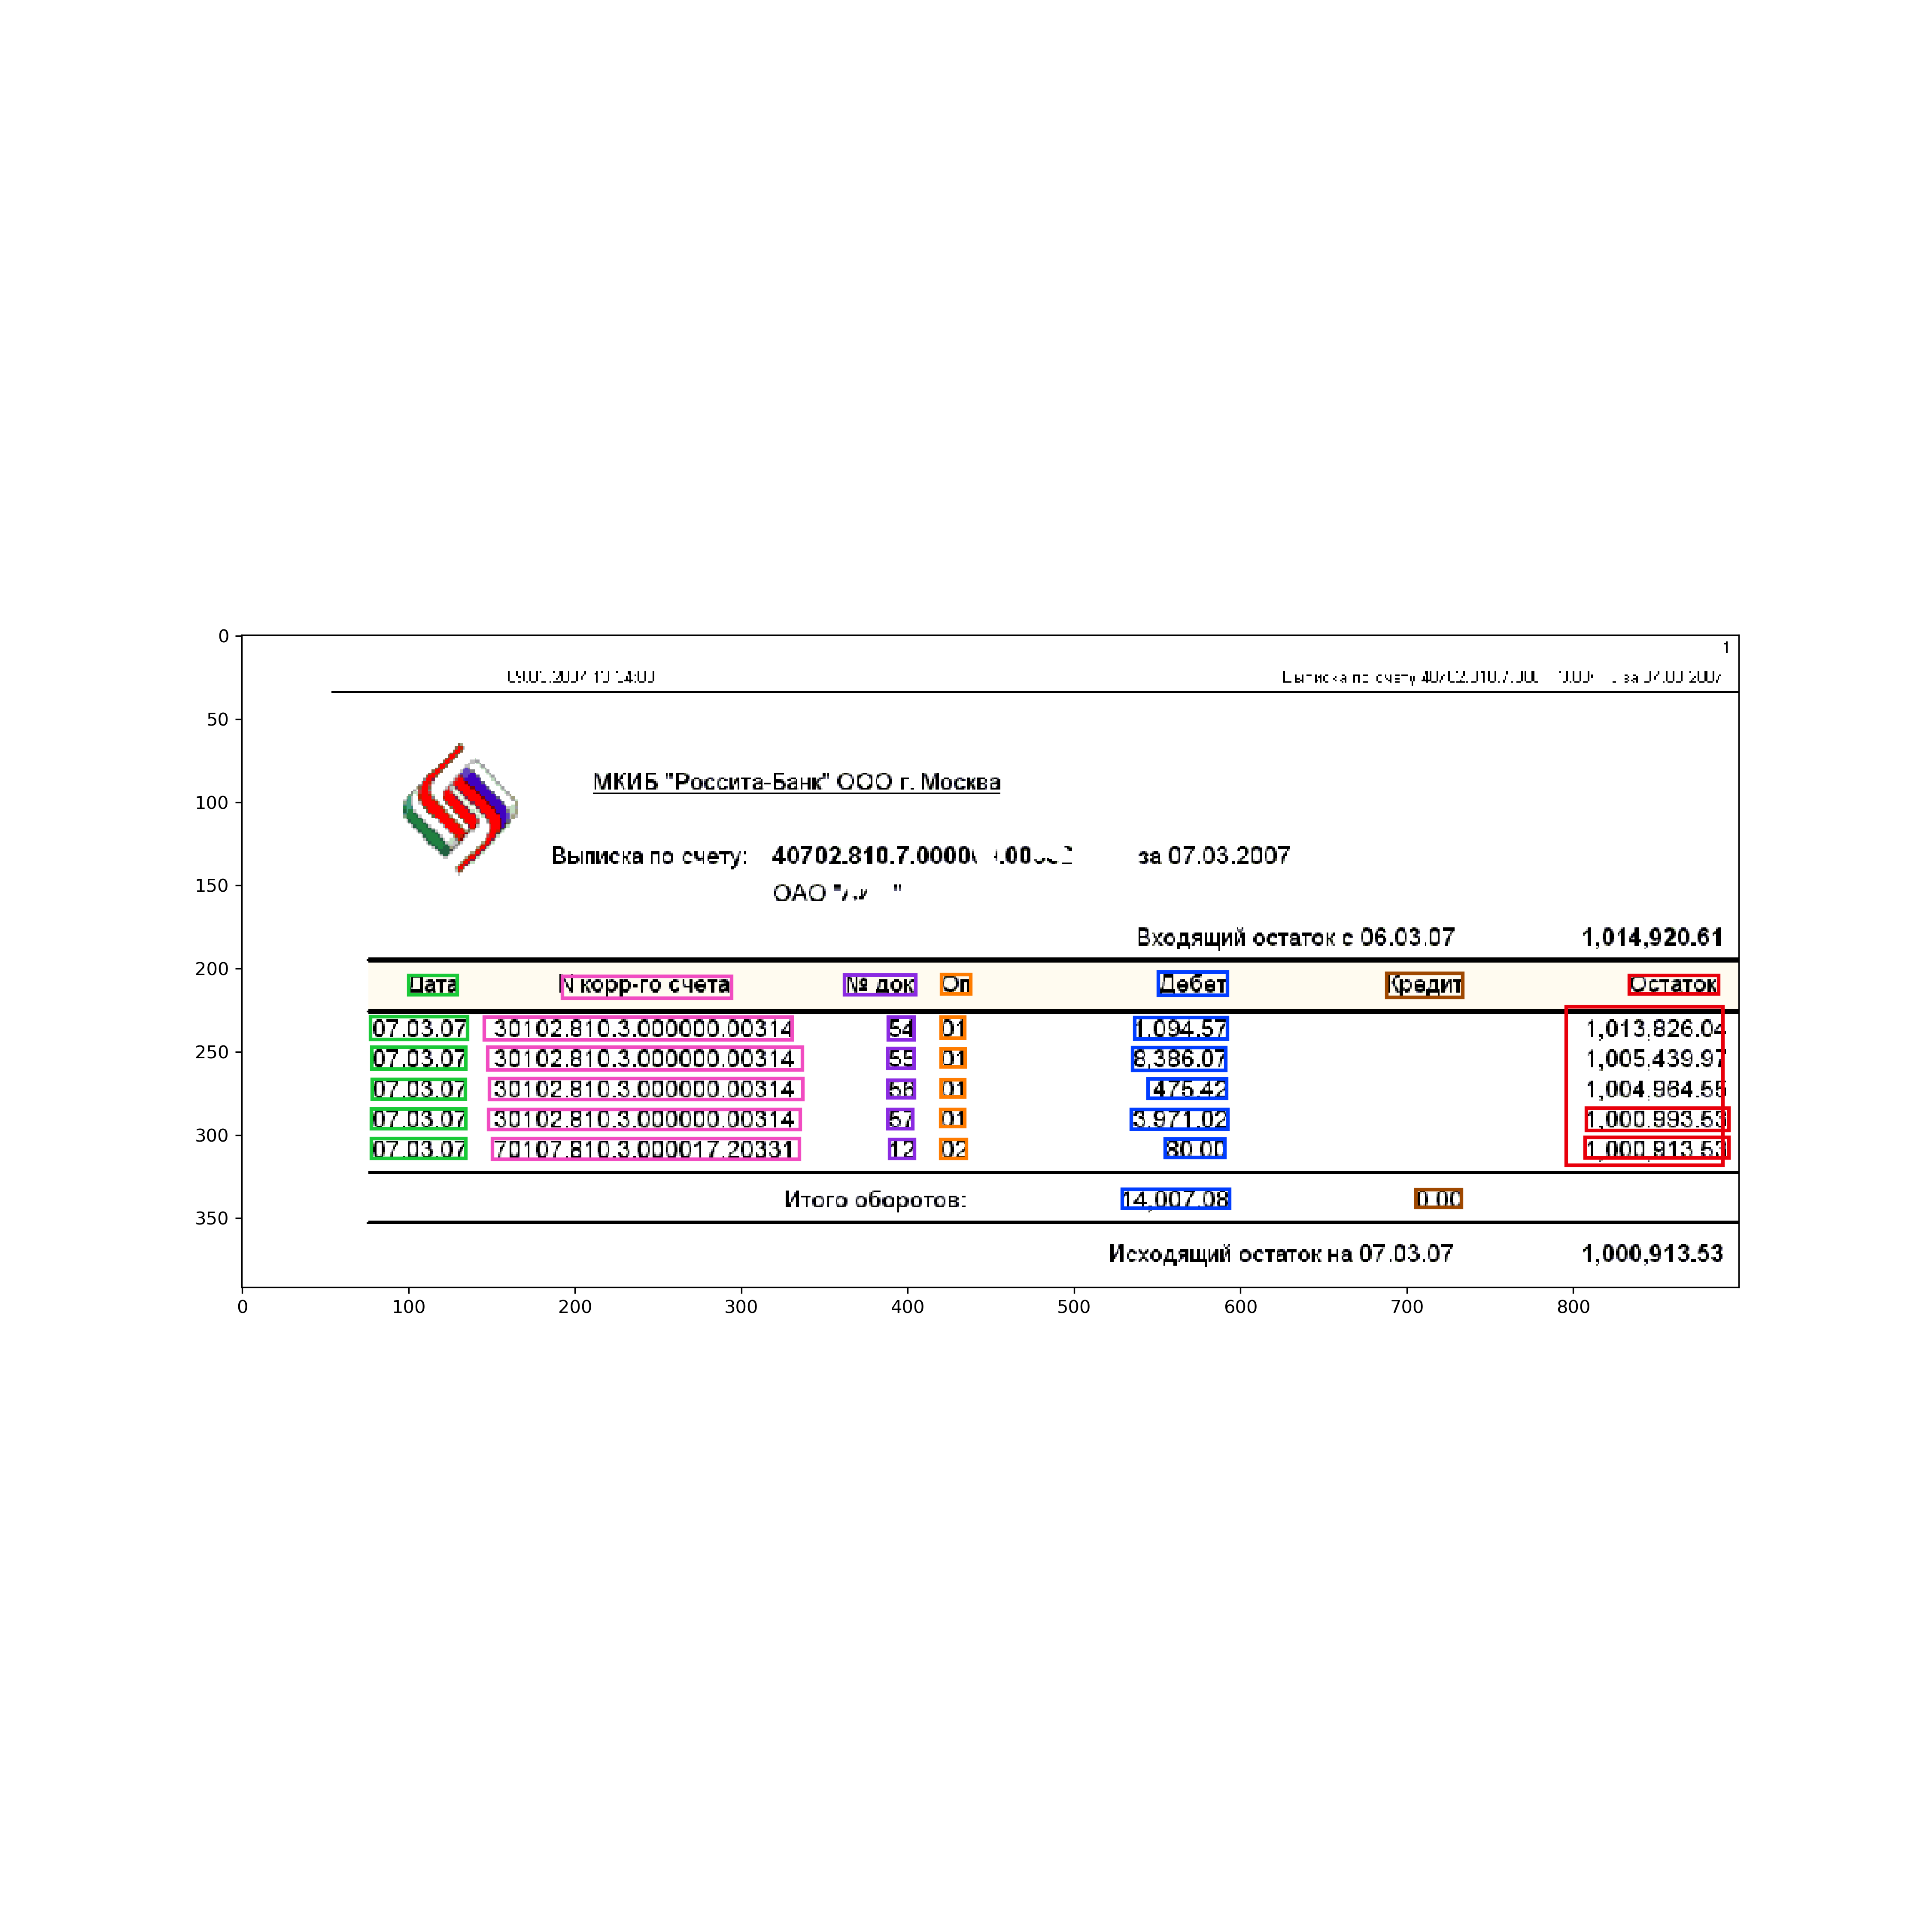 0
50
100
150
200
250
300
350
1
МКИБ "Россита-Банк" ООО г. Москва
Выписка по счету: за 07.03.2007
ОАО
Входящий остаток с 06.03.07 1,014,920.61
Дата N корр-го счета № док Оп Дебет Кредит Остаток
07.03.07 30102.810.3.000000.00314 54 01 1,094.57 1,013,826.04
07.03.07 30102.810.3.000000.00314 55 01 8,386.07 1,005,439.97
07.03.07 30102.810.3.000000.00314 56 01 475.42 1,004,964.55
07.03.07 30102.810.3.000000.00314 57 01 3,971.02 1,000,993.53
07.03.07 70107.810.3.000017.20331 12 02 80.00 1,000,913.53
Итого оборотов: 14,007.08 0.00
Исходящий остаток на 07.03.07 1,000,913.53
0 100 200 300 400 500 600 700 800